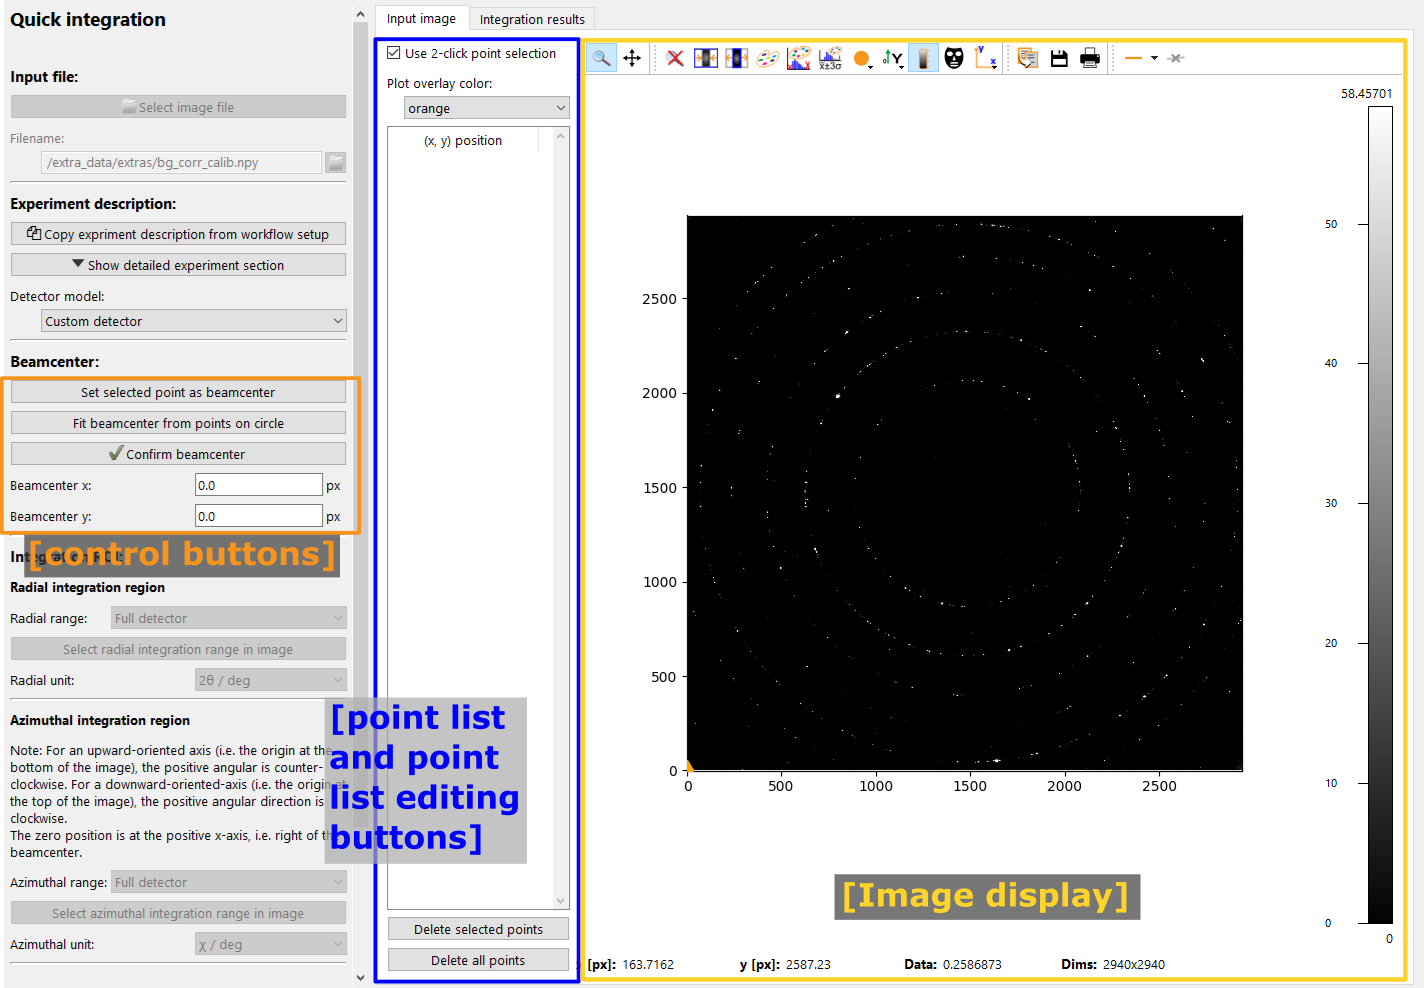 Quick integration
Input file:
Select image file
Filename:
/extra_data/extras/bg_corr_calib.npy
Experiment description:
Copy expriment description from workflow setup
Show detailed experiment section
Detector model:
Custom detector
Beamcenter:
Set selected point as beamcenter
Fit beamcenter from points on circle
Confirm beamcenter
Beamcenter x:
0.0
px
Beamcenter y:
0.0
px
[control buttons]
Radial integration region
Radial range:
Full detector
Select radial integration range in image
Radial unit:
2θ / deg
Azimuthal integration region
Note: For an upward-oriented axis (i.e. the origin at the
bottom of the image), the positive angular is counter-
clockwise. For a downward-oriented-axis (i.e. the origin at
the top of the image), the positive angular direction is
clockwise.
The zero position is at the positive x-axis, i.e. right of the
beamcenter.
Azimuthal range:
Full detector
Select azimuthal integration range in image
Azimuthal unit:
χ / deg
Input image
Integration results
Use 2-click point selection
Plot overlay color:
orange
(x, y) position
[point list
and point
list editing
buttons]
Delete selected points
Delete all points
x±3σ
Y
y
x
58.45701
50
40
30
20
10
0
0
2500
2000
1500
1000
500
0
0
500
1000
1500
2000
2500
[Image display]
[px]: 163.7162
y [px]: 2587.23
Data: 0.2586873
Dims: 2940x2940